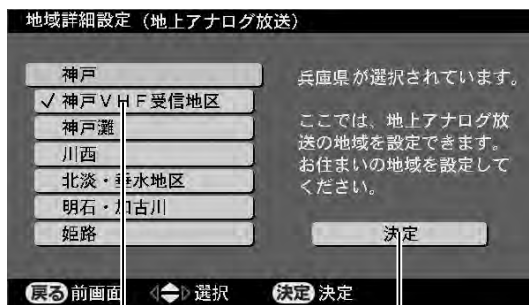 地域詳細設定（地上アナログ放送）
神戸
✓神戸VHF受信地区
神戸灘
川西
北淡・垂水地区
明石・加古川
姫路
兵庫県が選択されています。
ここでは、地上アナログ放
送の地域を設定できます。
お住まいの地域を設定して
ください。
決定
戻る 前画面 選択 決定 決定